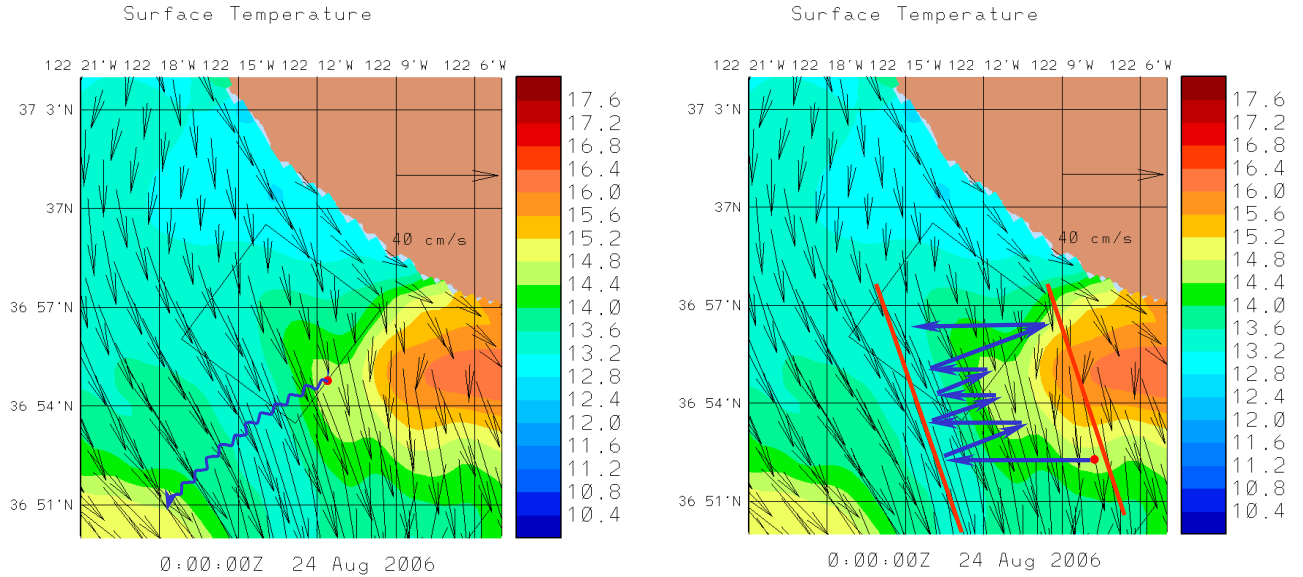 Surface Temperature
122 21'W 122 18'W 122 15'W 122 12'W 122 9'W 122 6'W
37 3'N
37N
36 57'N
36 54'N
36 51'N
40 cm/s
17.6
17.2
16.8
16.4
16.0
15.6
15.2
14.8
14.4
14.0
13.6
13.2
12.8
12.4
12.0
11.6
11.2
10.8
10.4
0:00:00Z 24 Aug 2006
Surface Temperature
122 21'W 122 18'W 122 15'W 122 12'W 122 9'W 122 6'W
37 3'N
37N
36 57'N
36 54'N
36 51'N
40 cm/s
17.6
17.2
16.8
16.4
16.0
15.6
15.2
14.8
14.4
14.0
13.6
13.2
12.8
12.4
12.0
11.6
11.2
10.8
10.4
0:00:00Z 24 Aug 2006